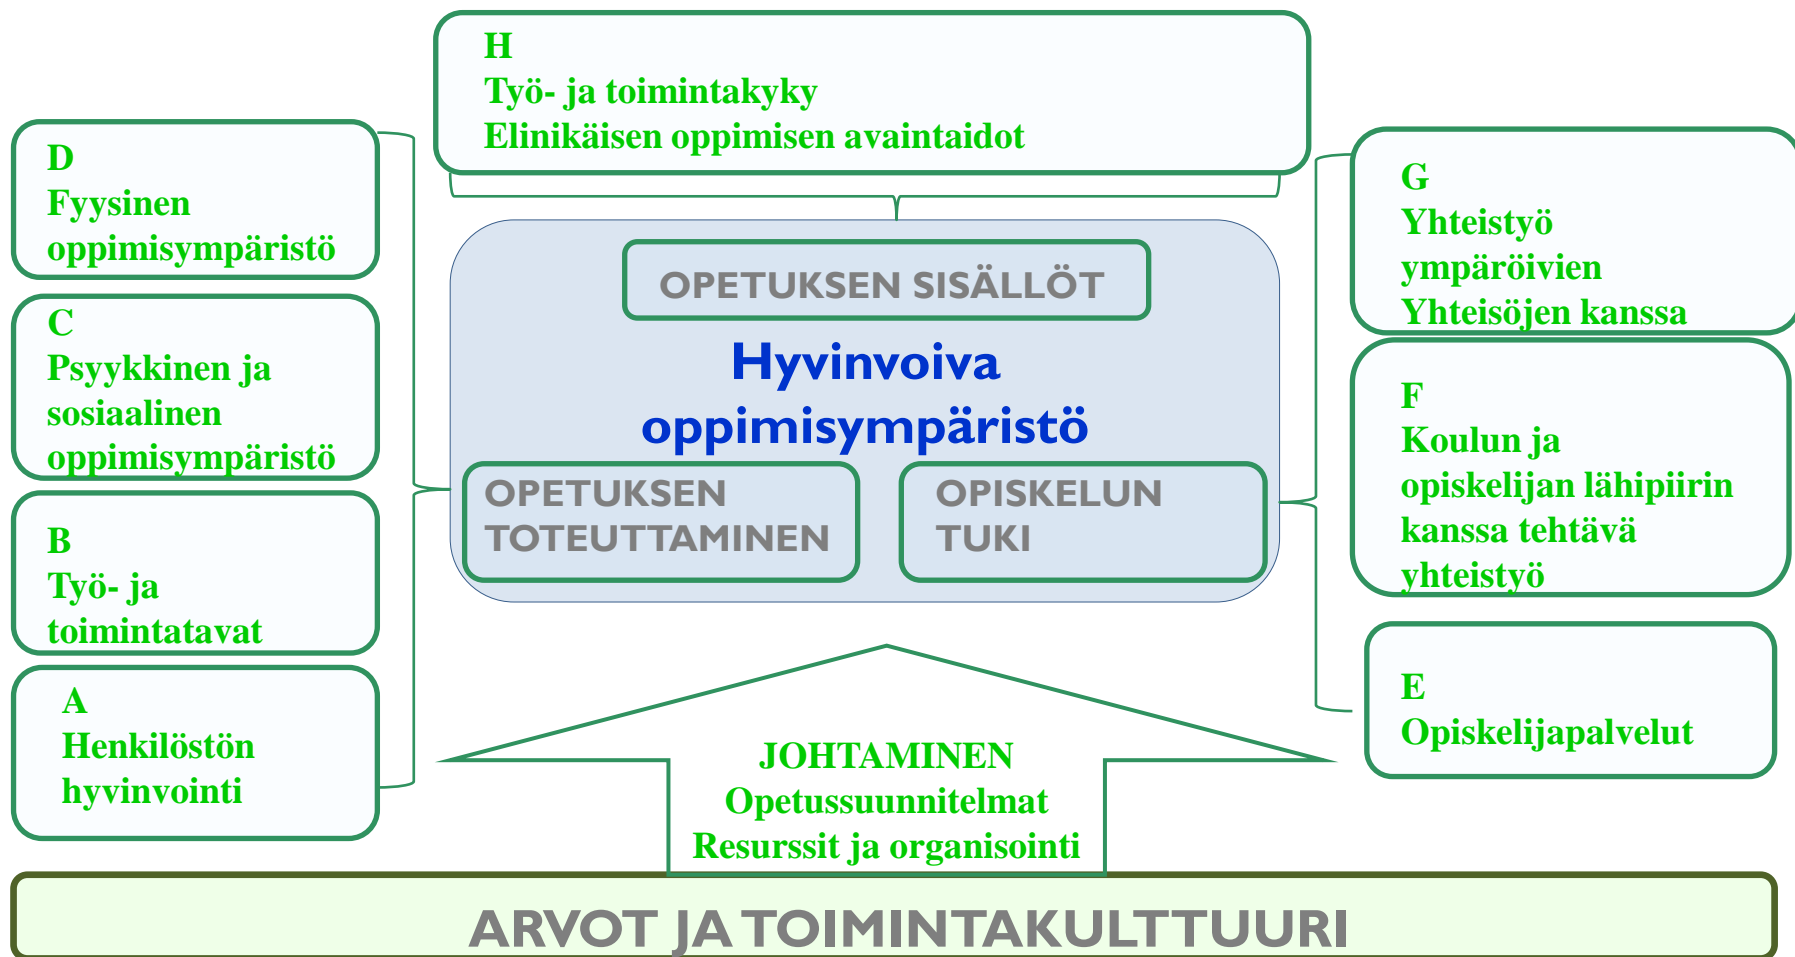 H
Työ- ja toimintakyky
Elinikäisen oppimisen avaintaidot
D
Fyysinen
oppimisympäristö
C
Psyykkinen ja
sosiaalinen
oppimisympäristö
B
Työ- ja
toimintatavat
A
Henkilöstön
hyvinvointi
OPETUKSEN SISÄLLÖT
Hyvinvoiva
oppimisympäristö
OPETUKSEN
TOTEUTTAMINEN
OPISKELUN
TUKI
G
Yhteistyö
ympäröivien
Yhteisöjen kanssa
F
Koulun ja
opiskelijan lähipiirin
kanssa tehtävä
yhteistyö
E
Opiskelijapalvelut
JOHTAMINEN
Opetussuunnitelmat
Resurssit ja organisointi
ARVOT JA TOIMINTAKULTTUURI